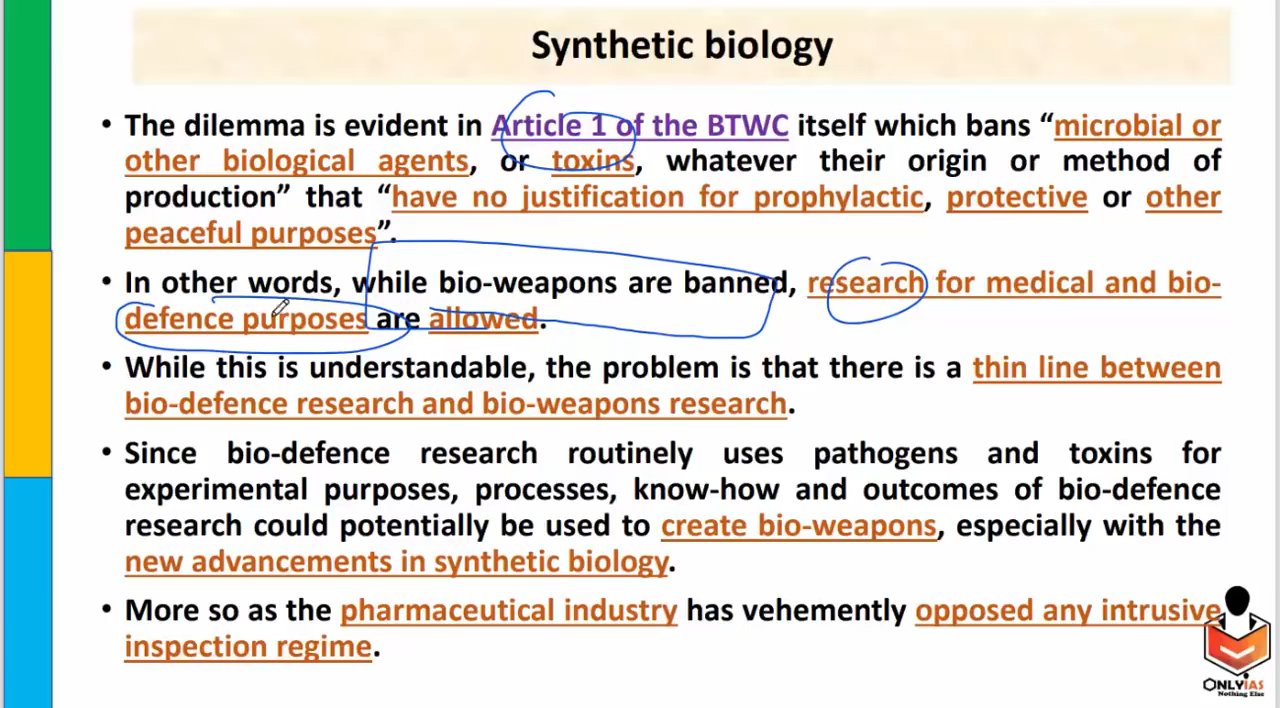 Synthetic biology
• The dilemma is evident in Article 1 of the BTWC itself which bans “microbial or
other biological agents, or toxins, whatever their origin or method of
production” that “have no justification for prophylactic, protective or other
peaceful purposes”.
• In other words, while bio-weapons are banned, research for medical and bio-
defence purposes are allowed.
• While this is understandable, the problem is that there is a thin line between
bio-defence research and bio-weapons research.
• Since bio-defence research routinely uses pathogens and toxins for
experimental purposes, processes, know-how and outcomes of bio-defence
research could potentially be used to create bio-weapons, especially with the
new advancements in synthetic biology.
• More so as the pharmaceutical industry has vehemently opposed any intrusive
inspection regime.
ONLYIAS
Nothing Else